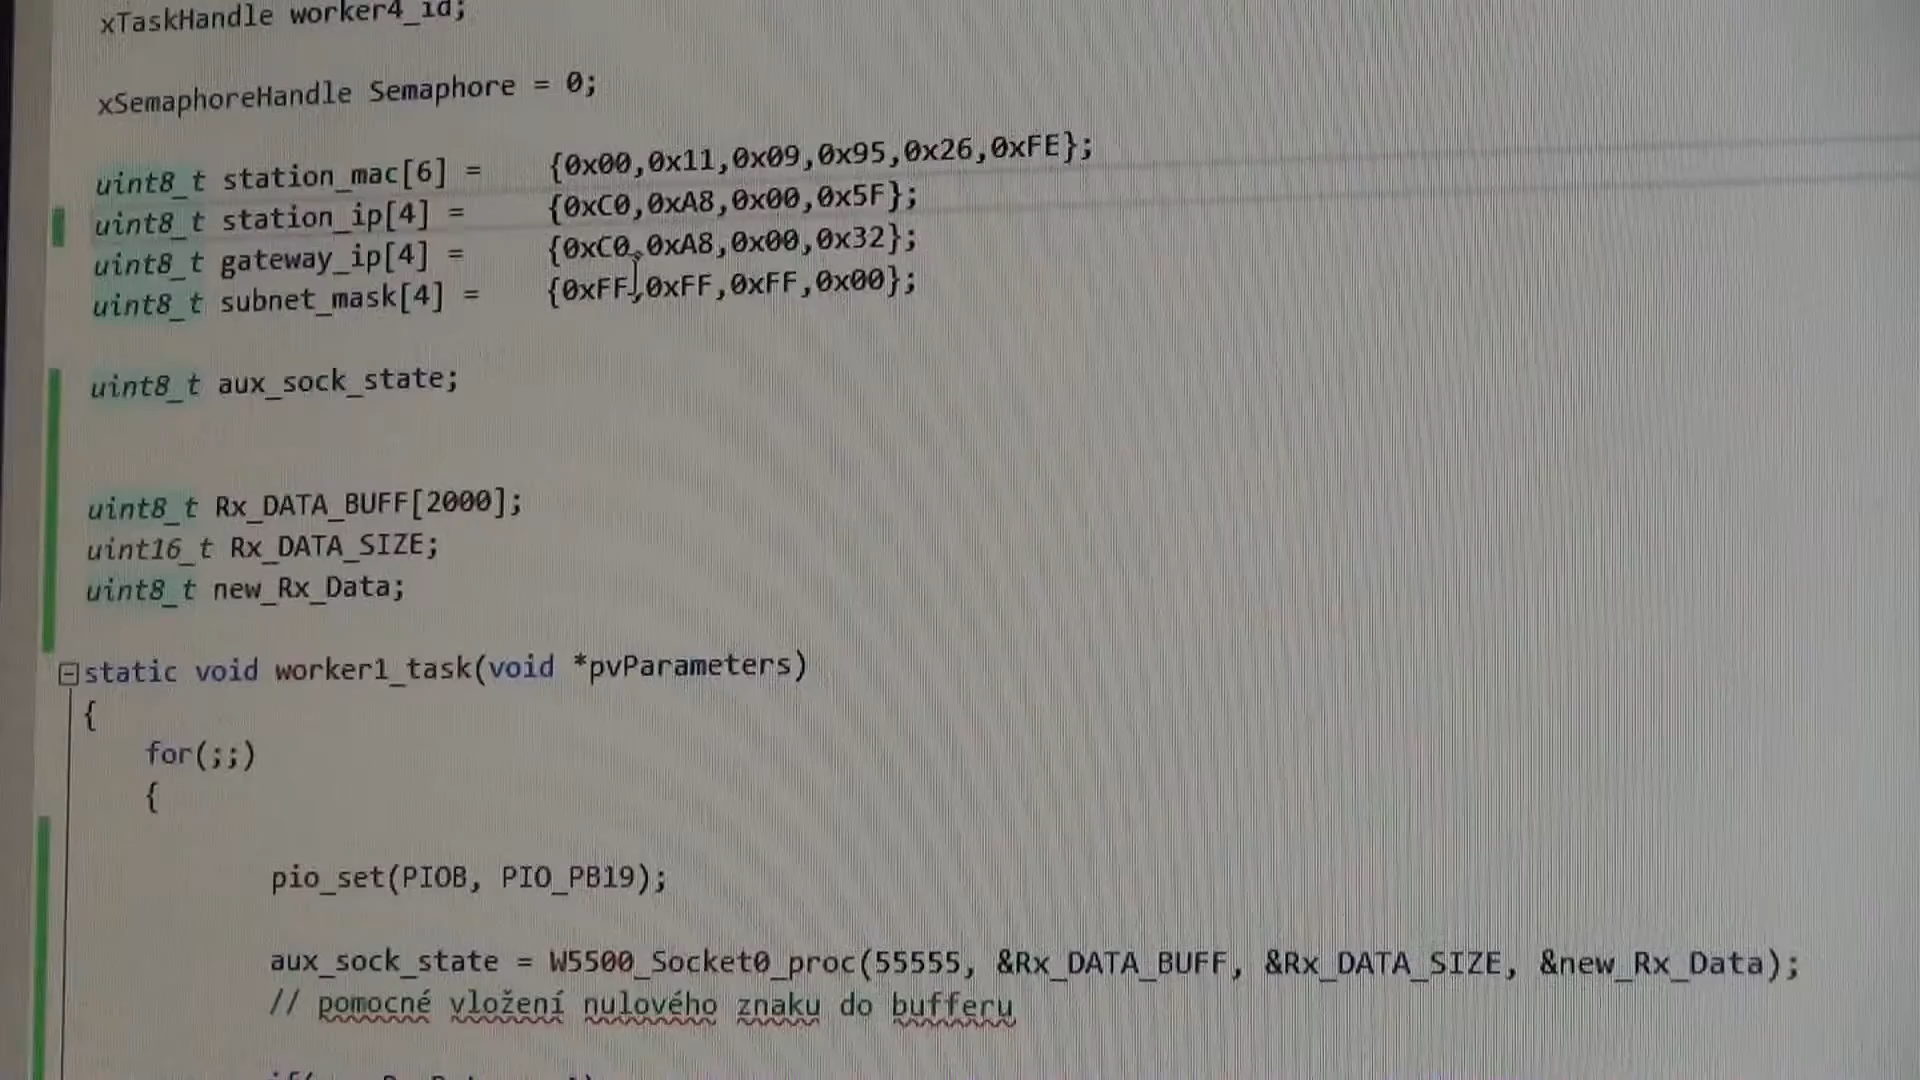 xTaskHandle worker4_id;
xSemaphoreHandle Semaphore = 0;
uint8_t station_mac[6] = {0x00,0x11,0x09,0x95,0x26,0xFE};
uint8_t station_ip[4] = {0xC0,0xA8,0x00,0x5F};
uint8_t gateway_ip[4] = {0xC0,0xA8,0x00,0x32};
uint8_t subnet_mask[4] = {0xFF,0xFF,0xFF,0x00};
uint8_t aux_sock_state;
uint8_t Rx_DATA_BUFF[2000];
uint16_t Rx_DATA_SIZE;
uint8_t new_Rx_Data;
static void worker1_task(void *pvParameters)
{
for(;;)
{
pio_set(PIOB, PIO_PB19);
aux_sock_state = W5500_Socket0_proc(55555, &Rx_DATA_BUFF, &Rx_DATA_SIZE, &new_Rx_Data);
// pomocné vložení nulového znaku do bufferu